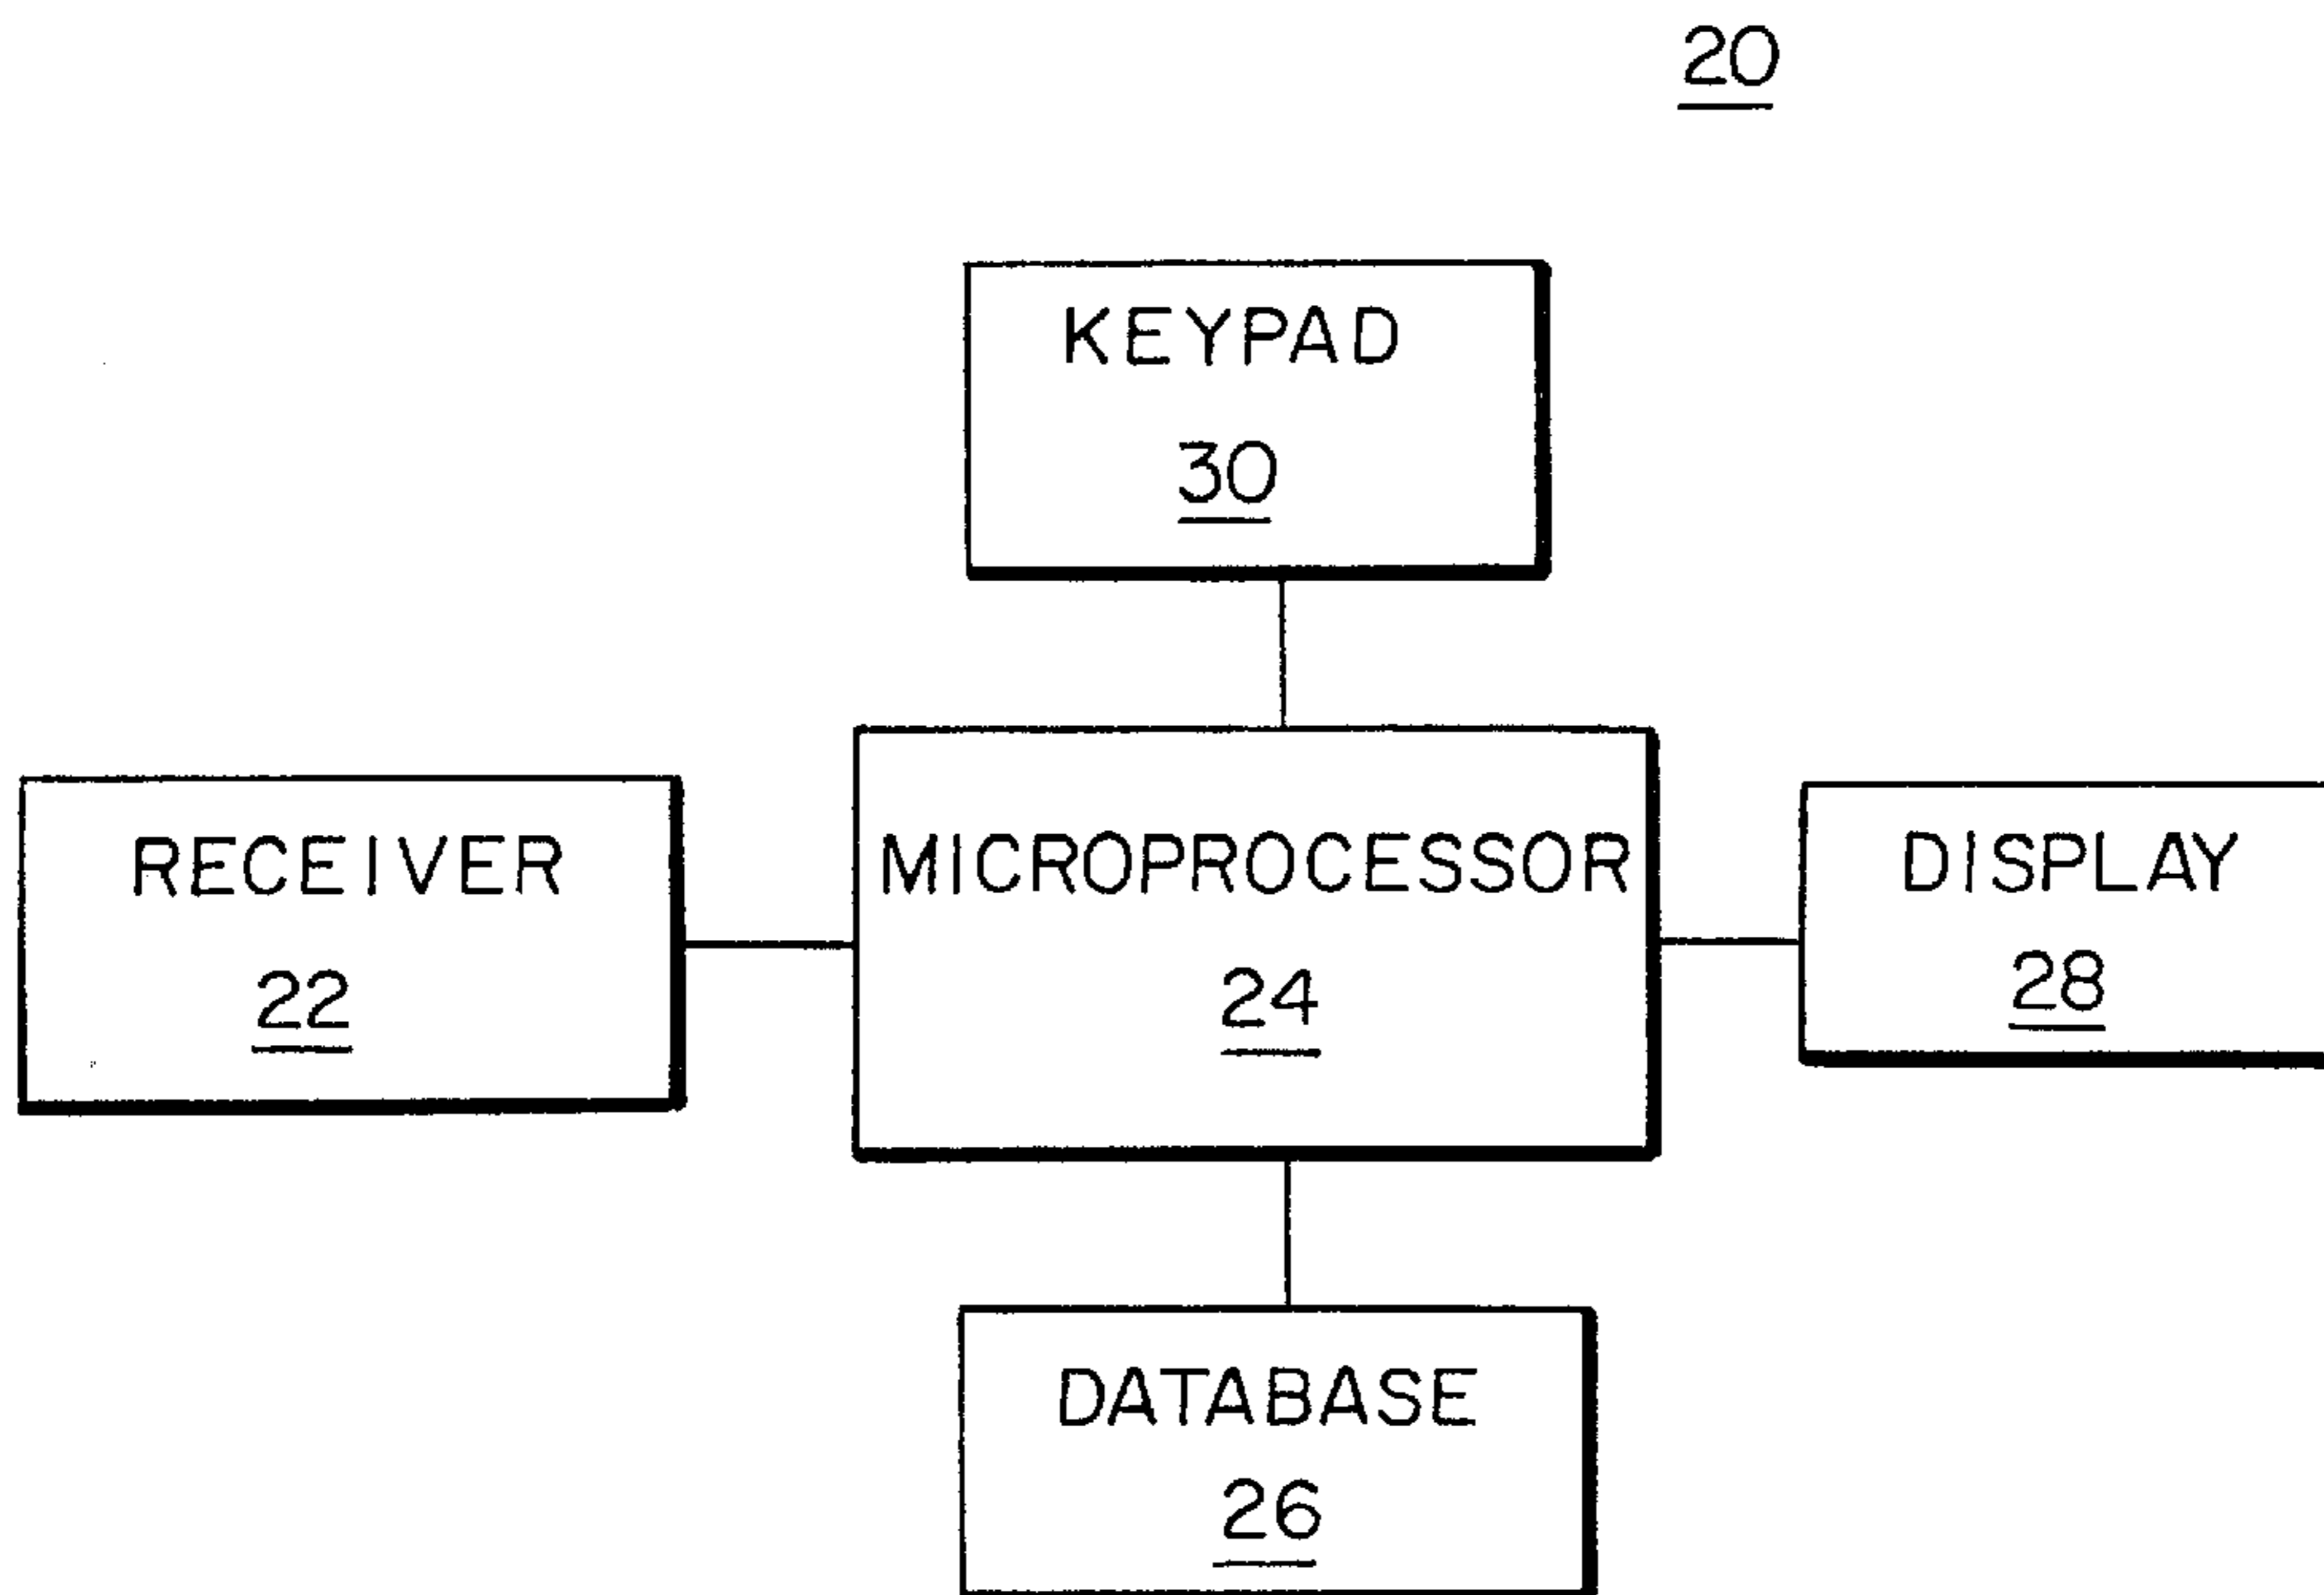 20
KEYPAD
30
RECEIVER
22
MICROPROCESSOR
24
DISPLAY
28
DATABASE
26